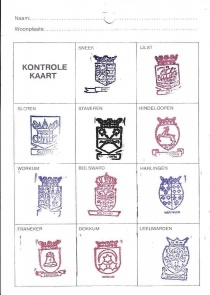 Naam:
Woonplaats:
KONTROLE
KAART
SNEEK
IJLST
SLOTEN
STAVEREN
HINDELOOPEN
WORKUM
BOLSWARD
HARLINGEN
FRANEKER
DOKKUM
LEEUWARDEN